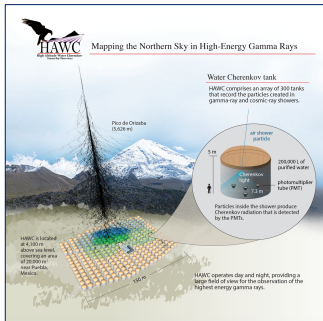 HAWC
High Altitude Water Cherenkov
Gamma-Ray Observatory
Mapping the Northern Sky in High-Energy Gamma Rays
Water Cherenkov tank
HAWC comprises an array of 300 tanks
that record the particles created in
gamma-ray and cosmic-ray showers.
Pico de Orizaba
(5,626 m)
air shower
particle
5 m
200,000 L of
purified water
Cherenkov
light
photomultiplier
tube (PMT)
7.3 m
Particles inside the shower produce
Cherenkov radiation that is detected
by the PMTs.
HAWC is located
at 4,100 m
above sea level,
covering an area
of 20,000 m²
near Puebla,
Mexico.
150 m
HAWC operates day and night, providing a
large field of view for the observation of the
highest energy gamma rays.